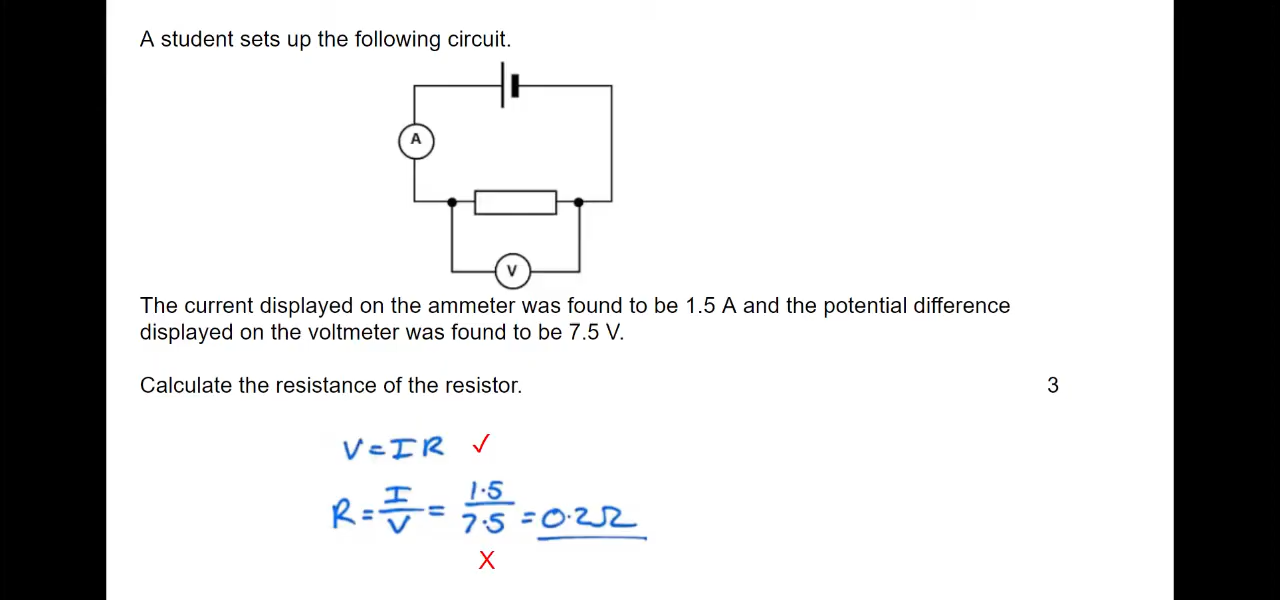 A student sets up the following circuit.
A
V
The current displayed on the ammeter was found to be 1.5 A and the potential difference
displayed on the voltmeter was found to be 7.5 V.
Calculate the resistance of the resistor. 3
V = I R ✓
R = I/V = 1·5/7·5 = 0·2Ω
X